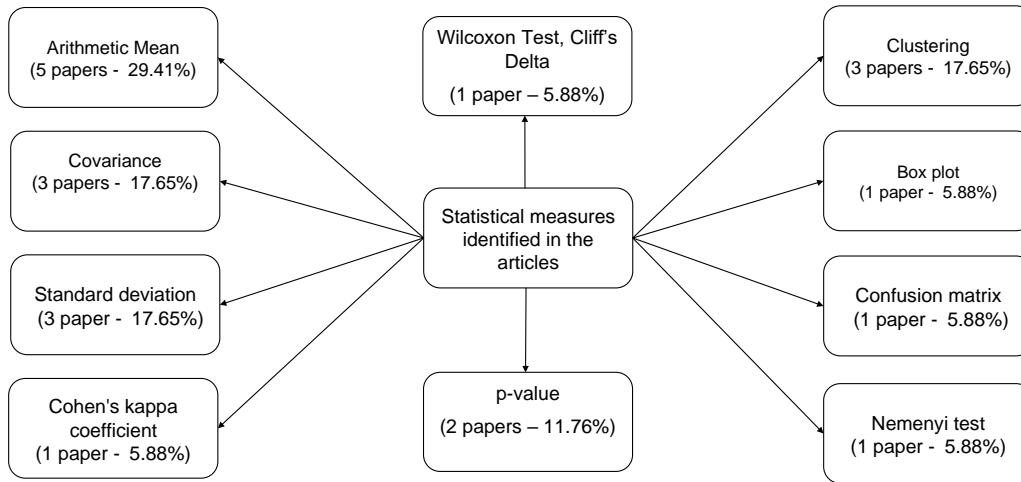 Arithmetic Mean
(5 papers - 29.41%)
Covariance
(3 papers - 17.65%)
Standard deviation
(3 paper - 17.65%)
Cohen's kappa
coefficient
(1 paper - 5.88%)
Wilcoxon Test, Cliff's
Delta
(1 paper – 5.88%)
Statistical measures
identified in the
articles
p-value
(2 papers – 11.76%)
Clustering
(3 papers - 17.65%)
Box plot
(1 paper - 5.88%)
Confusion matrix
(1 paper - 5.88%)
Nemenyi test
(1 paper - 5.88%)